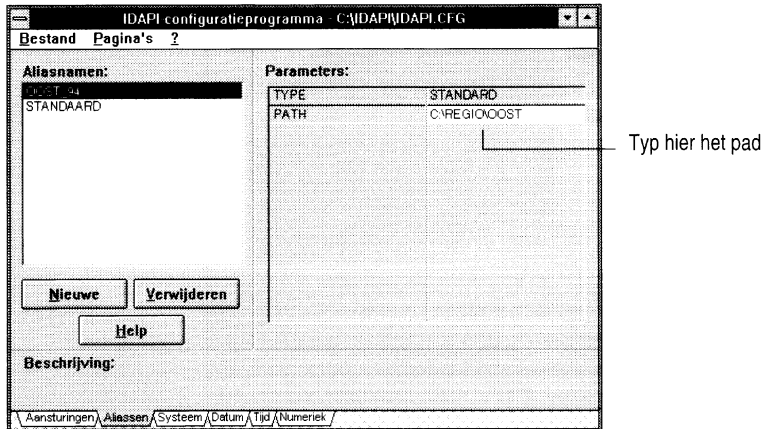 IDAPI configuratieprogramma - C:\IDAPI\IDAPI.CFG
Bestand Pagina's ?
Aliasnamen:
OOST_94
STANDAARD
Parameters:
TYPE STANDARD
PATH C:\REGIO\OOST
Typ hier het pad
Nieuwe Verwijderen
Help
Beschrijving:
Aansturingen Aliassen Systeem Datum Tijd Numeriek